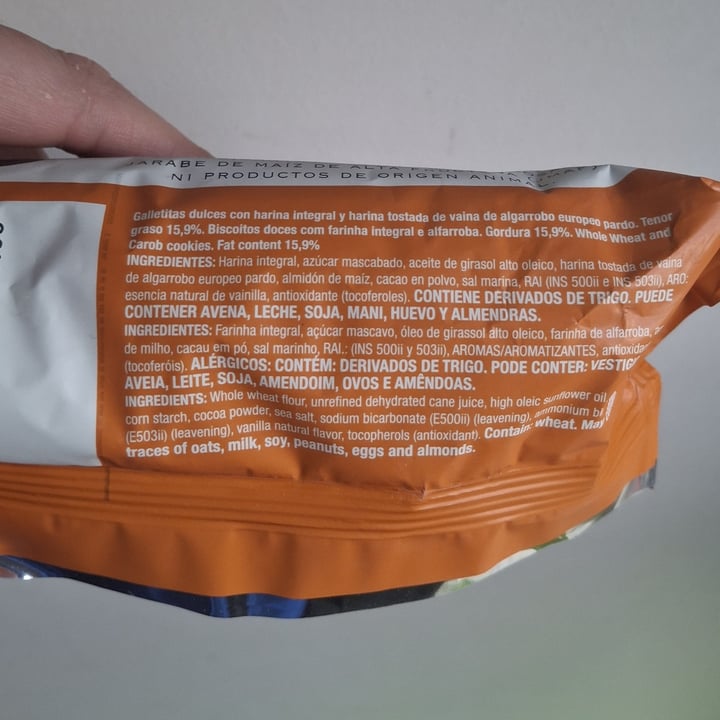 JARABE DE MAÍZ DE ALTA
NI PRODUCTOS DE ORIGEN ANIMAL
Galletitas dulces con harina integral y harina tostada de vaina de algarrobo europeo pardo. Tenor
graso 15,9%. Biscoitos doces com farinha integral e alfarroba. Gordura 15,9%. Whole Wheat and
Carob cookies. Fat content 15,9%
INGREDIENTES: Harina integral, azúcar mascabado, aceite de girasol alto oleico, harina tostada de vaina
de algarrobo europeo pardo, almidón de maíz, cacao en polvo, sal marina, RAI (INS 500ii e INS 503ii), ARO:
esencia natural de vainilla, antioxidante (tocoferoles). CONTIENE DERIVADOS DE TRIGO. PUEDE
CONTENER AVENA, LECHE, SOJA, MANI, HUEVO Y ALMENDRAS.
INGREDIENTES: Farinha integral, açúcar mascavo, óleo de girassol alto oleico, farinha de alfarroba,
de milho, cacau em pó, sal marinho, RAI.: (INS 500ii y 503ii), AROMAS/AROMATIZANTES,
(tocoferóis). ALÉRGICOS: CONTÉM: DERIVADOS DE TRIGO. PODE CONTER:
AVEIA, LEITE, SOJA, AMENDOIM, OVOS E AMÊNDOAS.
INGREDIENTS: Whole wheat flour, unrefined dehydrated cane juice, high oleic sunflower oil,
corn starch, cocoa powder, sea salt, sodium bicarbonate (E500ii) (leavening), ammonium
(E503ii) (leavening), vanilla natural flavor, tocopherols (antioxidant). Contain: wheat. May
traces of oats, milk, soy, peanuts, eggs and almonds.